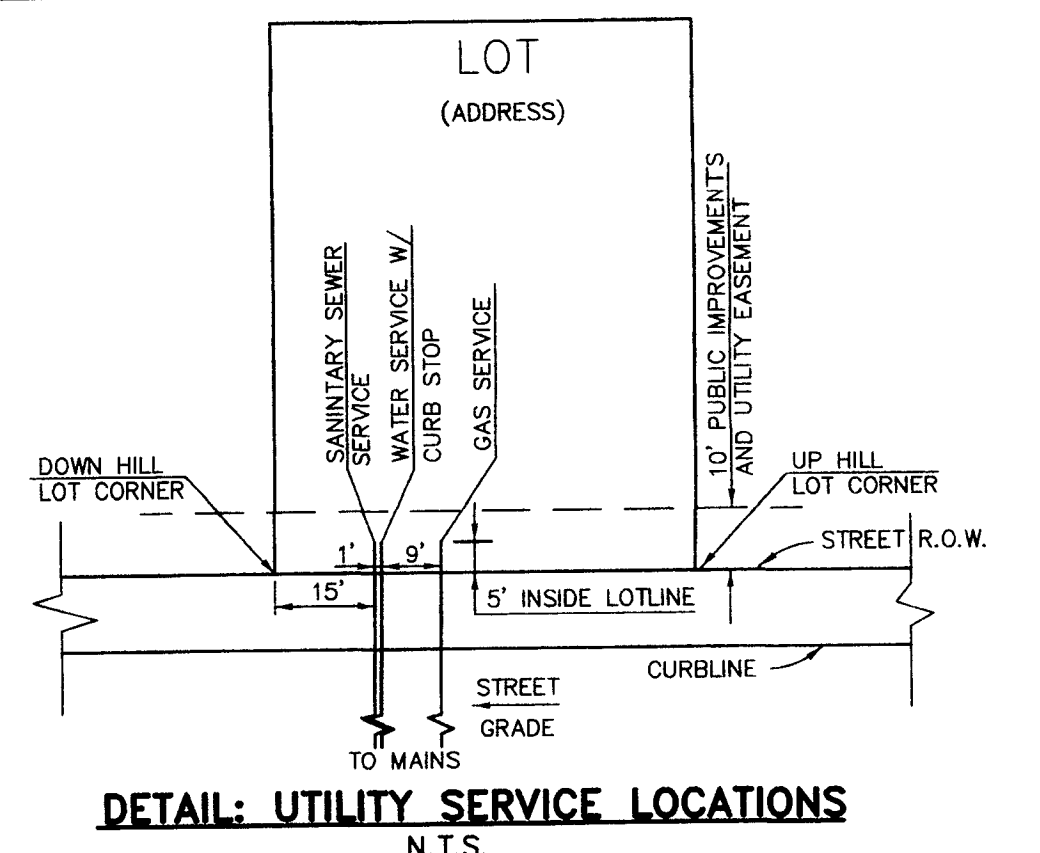 LOT
(ADDRESS)
10' PUBLIC IMPROVEMENTS
AND UTILITY EASEMENT
SANINTARY SEWER
SERVICE
WATER SERVICE W/
CURB STOP
GAS SERVICE
DOWN HILL
LOT CORNER
UP HILL
LOT CORNER
STREET R.O.W.
1'
9'
15'
5' INSIDE LOTLINE
CURBLINE
STREET
GRADE
TO MAINS
DETAIL: UTILITY SERVICE LOCATIONS
N.T.S.